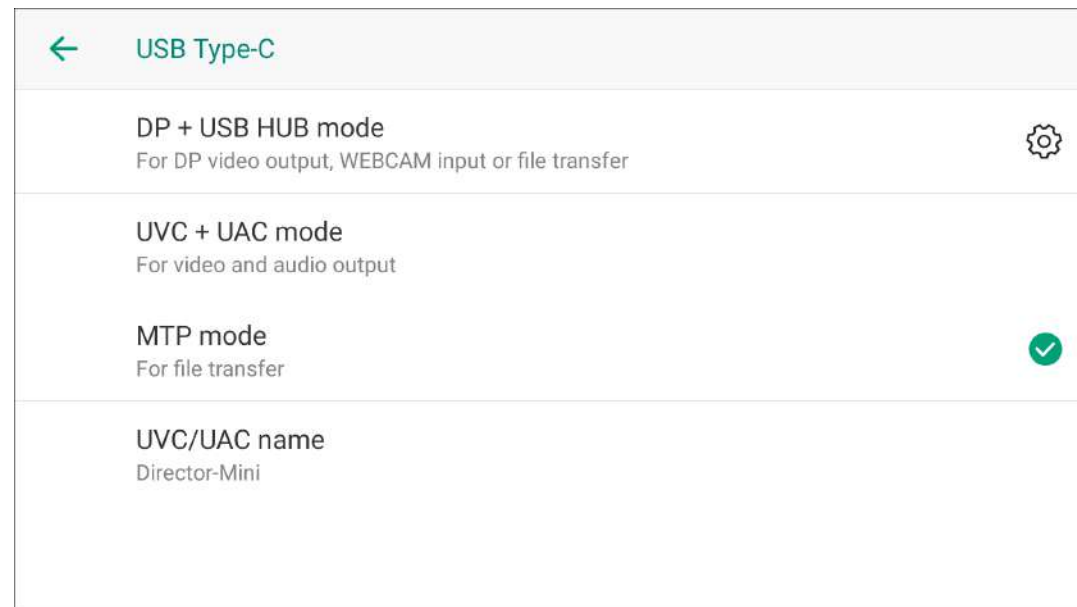 USB Type-C
DP + USB HUB mode
For DP video output, WEBCAM input or file transfer
UVC + UAC mode
For video and audio output
MTP mode
For file transfer
UVC/UAC name
Director-Mini